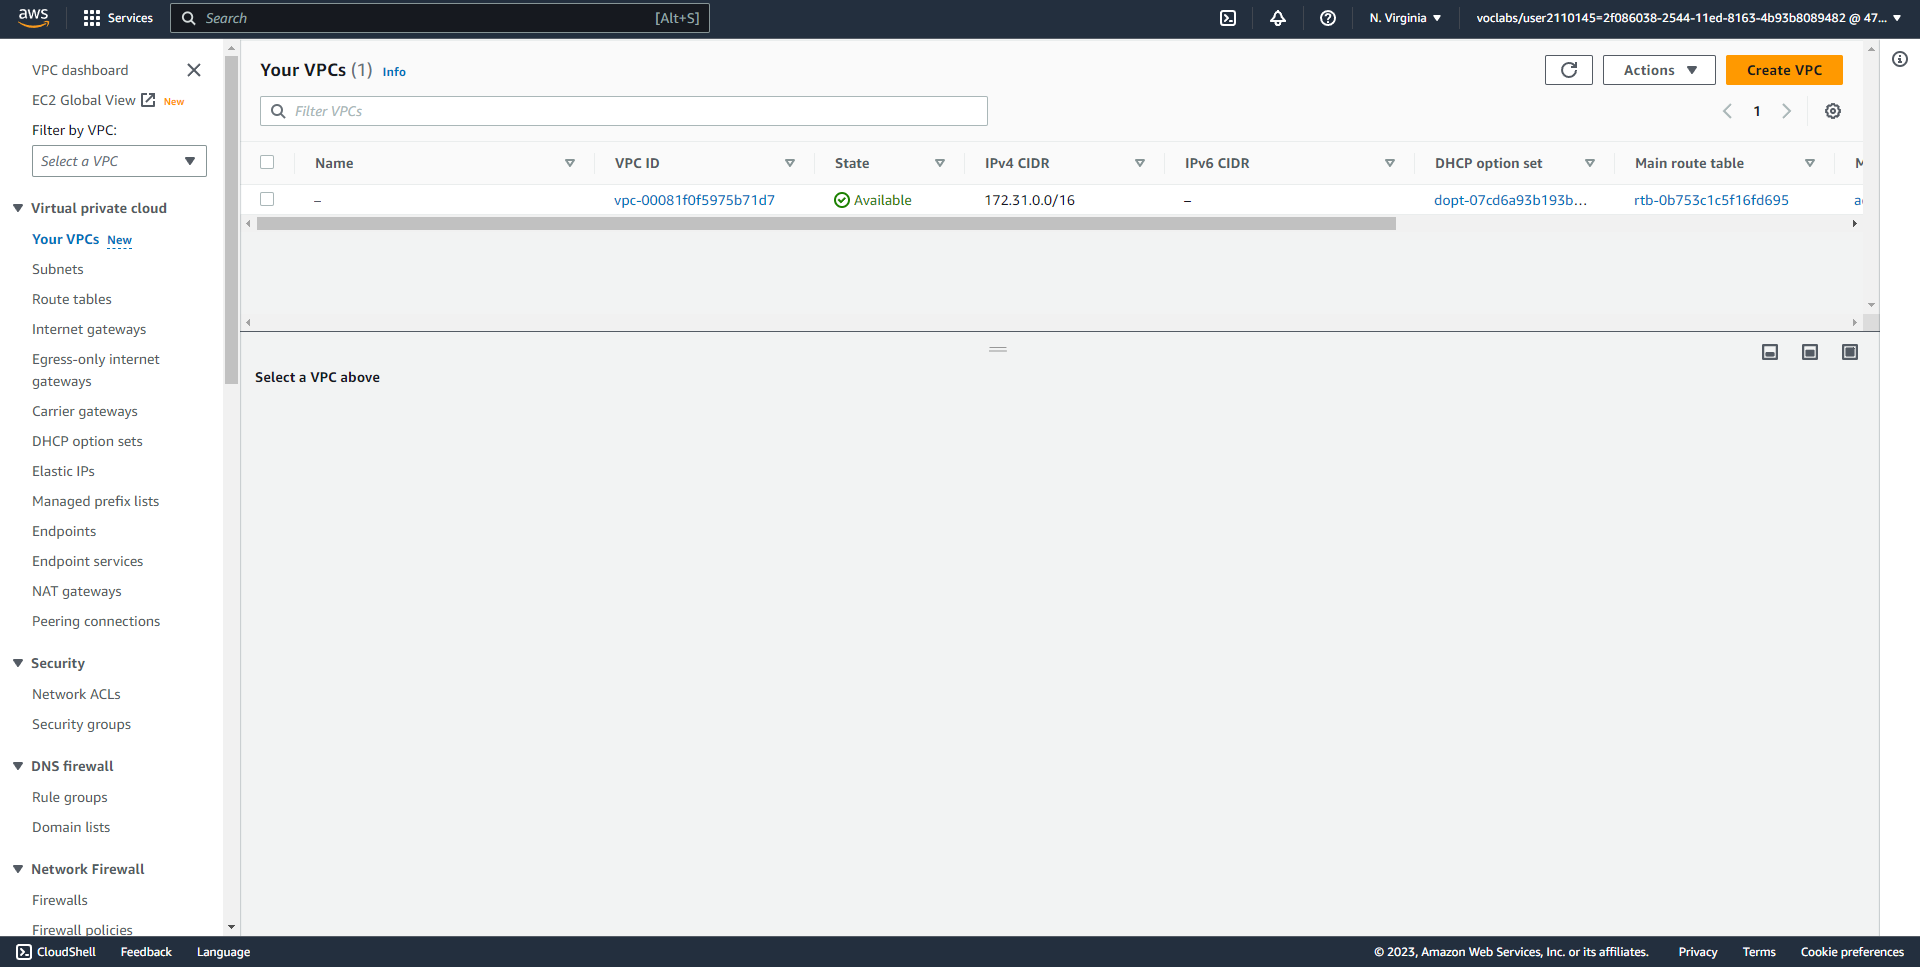 aws
Services
Search
[Alt+S]
N. Virginia
voclabs/user2110145=2f086038-2544-11ed-8163-4b93b8089482 @ 47...
VPC dashboard
EC2 Global View New
Filter by VPC:
Select a VPC
Virtual private cloud
Your VPCs New
Subnets
Route tables
Internet gateways
Egress-only internet
gateways
Carrier gateways
DHCP option sets
Elastic IPs
Managed prefix lists
Endpoints
Endpoint services
NAT gateways
Peering connections
Security
Network ACLs
Security groups
DNS firewall
Rule groups
Domain lists
Network Firewall
Firewalls
Firewall policies
Your VPCs (1) Info
Actions
Create VPC
Filter VPCs
1
Name VPC ID State IPv4 CIDR IPv6 CIDR DHCP option set Main route table
– vpc-00081f0f5975b71d7 Available 172.31.0.0/16 – dopt-07cd6a93b193b... rtb-0b753c1c5f16fd695
Select a VPC above
CloudShell Feedback Language
© 2023, Amazon Web Services, Inc. or its affiliates. Privacy Terms Cookie preferences